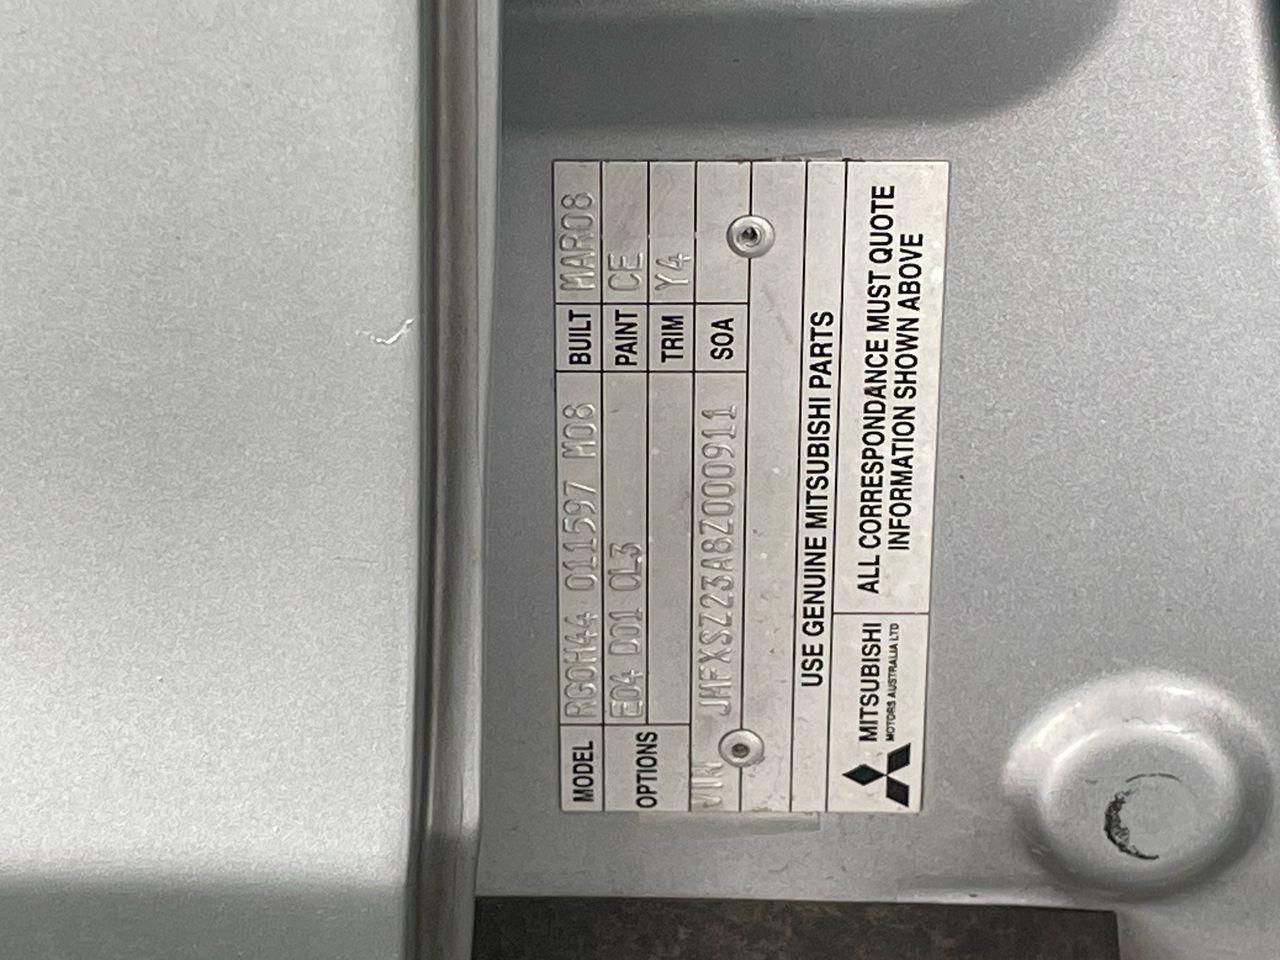 MODEL RG0H44 011597 M08 BUILT MAR08
OPTIONS E04 D01 CL3 PAINT CE
TRIM Y4
VIN JMFXSZ23A8Z000911 SOA
USE GENUINE MITSUBISHI PARTS
MITSUBISHI
MOTORS AUSTRALIA LTD
ALL CORRESPONDANCE MUST QUOTE
INFORMATION SHOWN ABOVE